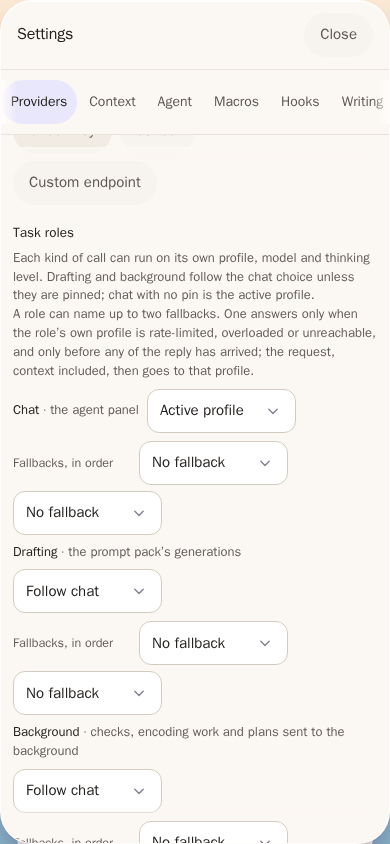 Settings
Close
Providers Context Agent Macros Hooks Writing
Custom endpoint
Task roles
Each kind of call can run on its own profile, model and thinking
level. Drafting and background follow the chat choice unless
they are pinned; chat with no pin is the active profile.
A role can name up to two fallbacks. One answers only when
the role's own profile is rate-limited, overloaded or unreachable,
and only before any of the reply has arrived; the request,
context included, then goes to that profile.
Chat · the agent panel Active profile
Fallbacks, in order No fallback
No fallback
Drafting · the prompt pack's generations
Follow chat
Fallbacks, in order No fallback
No fallback
Background · checks, encoding work and plans sent to the
background
Follow chat
Fallbacks, in order No fallback